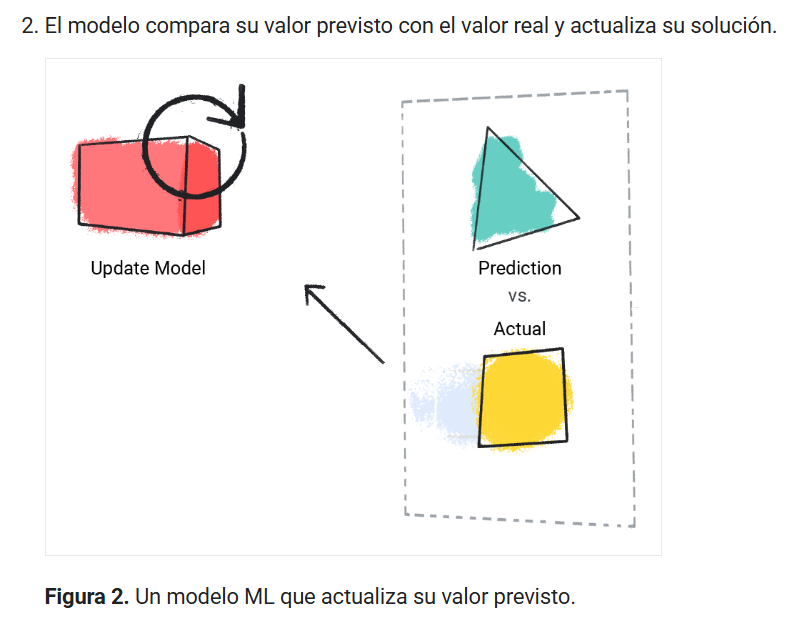 2. El modelo compara su valor previsto con el valor real y actualiza su solución.
Update Model
Prediction
vs.
Actual
Figura 2. Un modelo ML que actualiza su valor previsto.